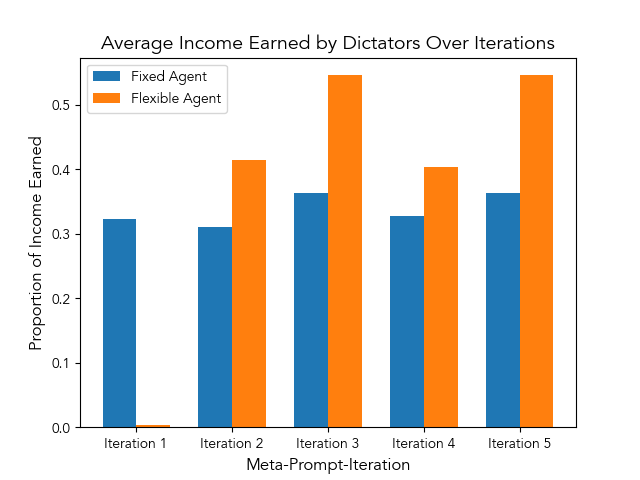 Average Income Earned by Dictators Over Iterations
Fixed Agent
Flexible Agent
Proportion of Income Earned
0.5
0.4
0.3
0.2
0.1
0.0
Iteration 1 Iteration 2 Iteration 3 Iteration 4 Iteration 5
Meta-Prompt-Iteration